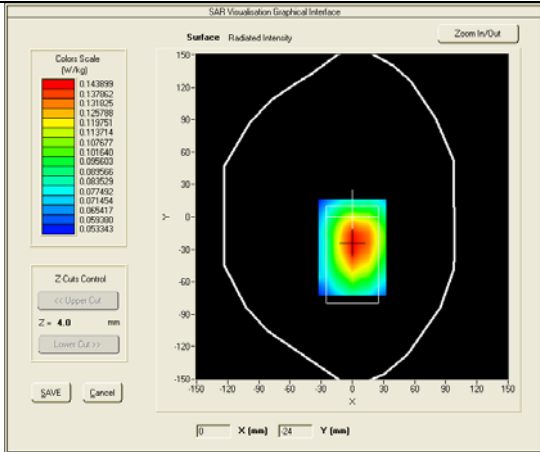 SAR Visualisation Graphical Interface
Surface Radiated Intensity
Zoom In/Out
Colors Scale
(W/kg)
0.143899
0.137862
0.131825
0.125788
0.119751
0.113714
0.107677
0.101640
0.095603
0.089566
0.083529
0.077492
0.071454
0.065417
0.059380
0.053343
Z Cuts Control
<< Upper Cut
Z = 4.0 mm
Lower Cut >>
SAVE Cancel
150
120
90
60
30
0
-30
-60
-90
-120
-150
Y
-150 -120 -90 -60 -30 0 30 60 90 120 150
X
0 X (mm) -24 Y (mm)